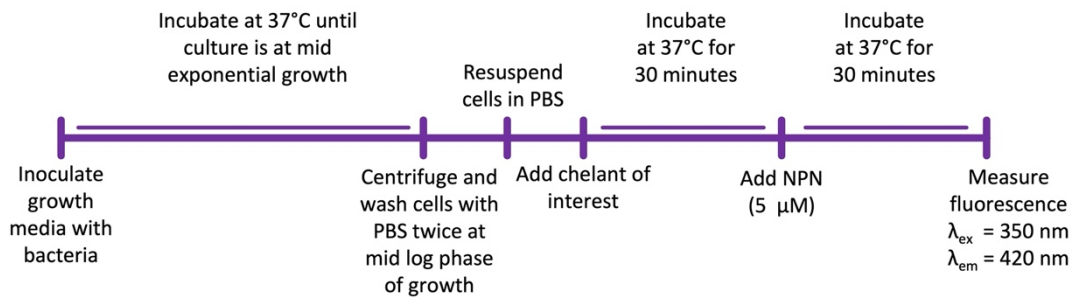 Incubate at 37°C until
culture is at mid
exponential growth
Resuspend
cells in PBS
Incubate
at 37°C for
30 minutes
Incubate
at 37°C for
30 minutes
Inoculate
growth
media with
bacteria
Centrifuge and
wash cells with
PBS twice at
mid log phase
of growth
Add chelant of
interest
Add NPN
(5 µM)
Measure
fluorescence
λex = 350 nm
λem = 420 nm